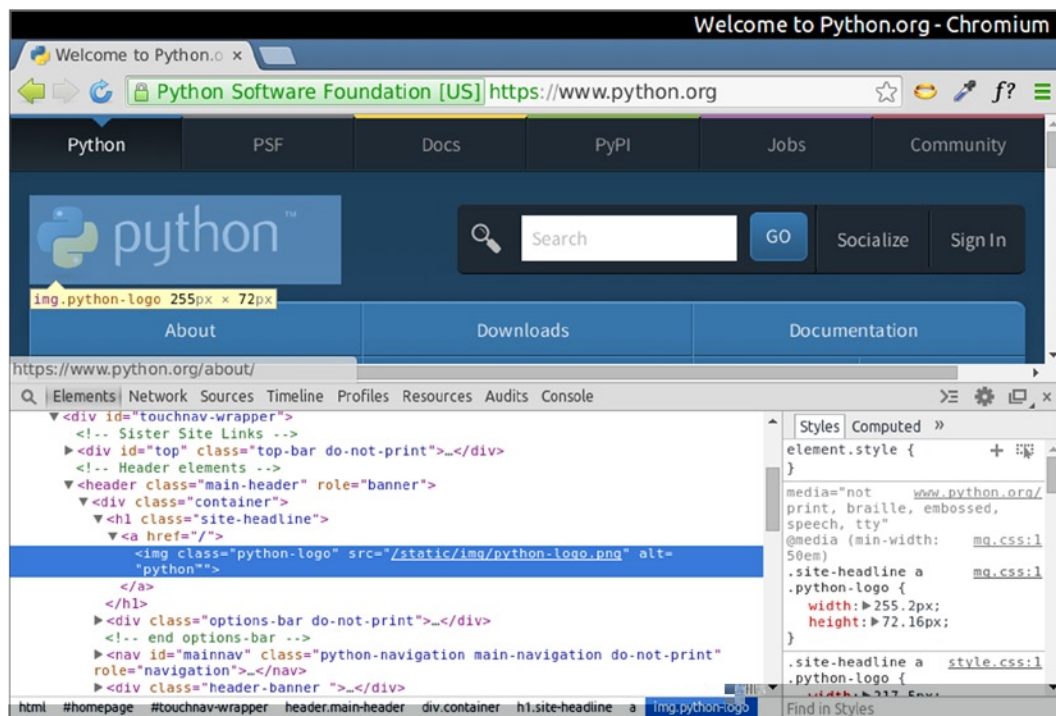 Welcome to Python.org - Chromium
Welcome to Python.o ×
Python Software Foundation [US] https://www.python.org f?
Python PSF Docs PyPI Jobs Community
python™ Search GO Socialize Sign In
img.python-logo 255px × 72px
About Downloads Documentation
https://www.python.org/about/
Elements Network Sources Timeline Profiles Resources Audits Console
▼<div id="touchnav-wrapper">
<!-- Sister Site Links -->
▶<div id="top" class="top-bar do-not-print">…</div>
<!-- Header elements -->
▼<header class="main-header" role="banner">
▼<div class="container">
▼<h1 class="site-headline">
▼<a href="/">
<img class="python-logo" src="/static/img/python-logo.png" alt=
"python™">
</a>
</h1>
▶<div class="options-bar do-not-print">…</div>
<!-- end options-bar -->
▶<nav id="mainnav" class="python-navigation main-navigation do-not-print"
role="navigation">…</nav>
▶<div class="header-banner ">…</div>
html #homepage #touchnav-wrapper header.main-header div.container h1.site-headline a img.python-logo
Styles Computed »
element.style {
}
media="not www.python.org/
print, braille, embossed,
speech, tty"
@media (min-width: mq.css:1
50em)
.site-headline a mq.css:1
.python-logo {
width:▶255.2px;
height:▶72.16px;
}
.site-headline a style.css:1
.python-logo {
width:▶217.5px;
Find in Styles